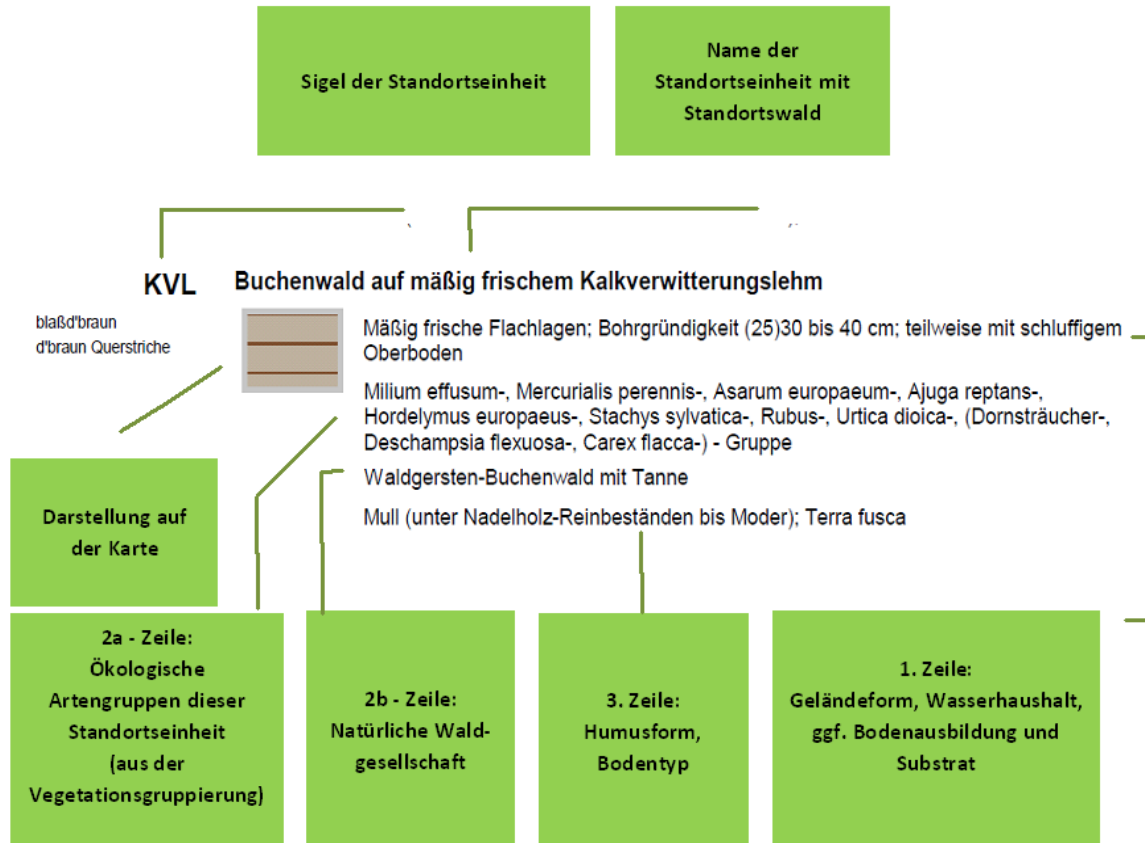 Sigel der Standortseinheit
Name der
Standortseinheit mit
Standortswald
KVL
Buchenwald auf mäßig frischem Kalkverwitterungslehm
blaßd'braun
d'braun Querstriche
Mäßig frische Flachlagen; Bohrgründigkeit (25)30 bis 40 cm; teilweise mit schluffigem
Oberboden
Milium effusum-, Mercurialis perennis-, Asarum europaeum-, Ajuga reptans-,
Hordelymus europaeus-, Stachys sylvatica-, Rubus-, Urtica dioica-, (Dornsträucher-,
Deschampsia flexuosa-, Carex flacca-) - Gruppe
Waldgersten-Buchenwald mit Tanne
Mull (unter Nadelholz-Reinbeständen bis Moder); Terra fusca
Darstellung auf
der Karte
2a - Zeile:
Ökologische
Artengruppen dieser
Standortseinheit
(aus der
Vegetationsgruppierung)
2b - Zeile:
Natürliche Wald-
gesellschaft
3. Zeile:
Humusform,
Bodentyp
1. Zeile:
Geländeform, Wasserhaushalt,
ggf. Bodenausbildung und
Substrat